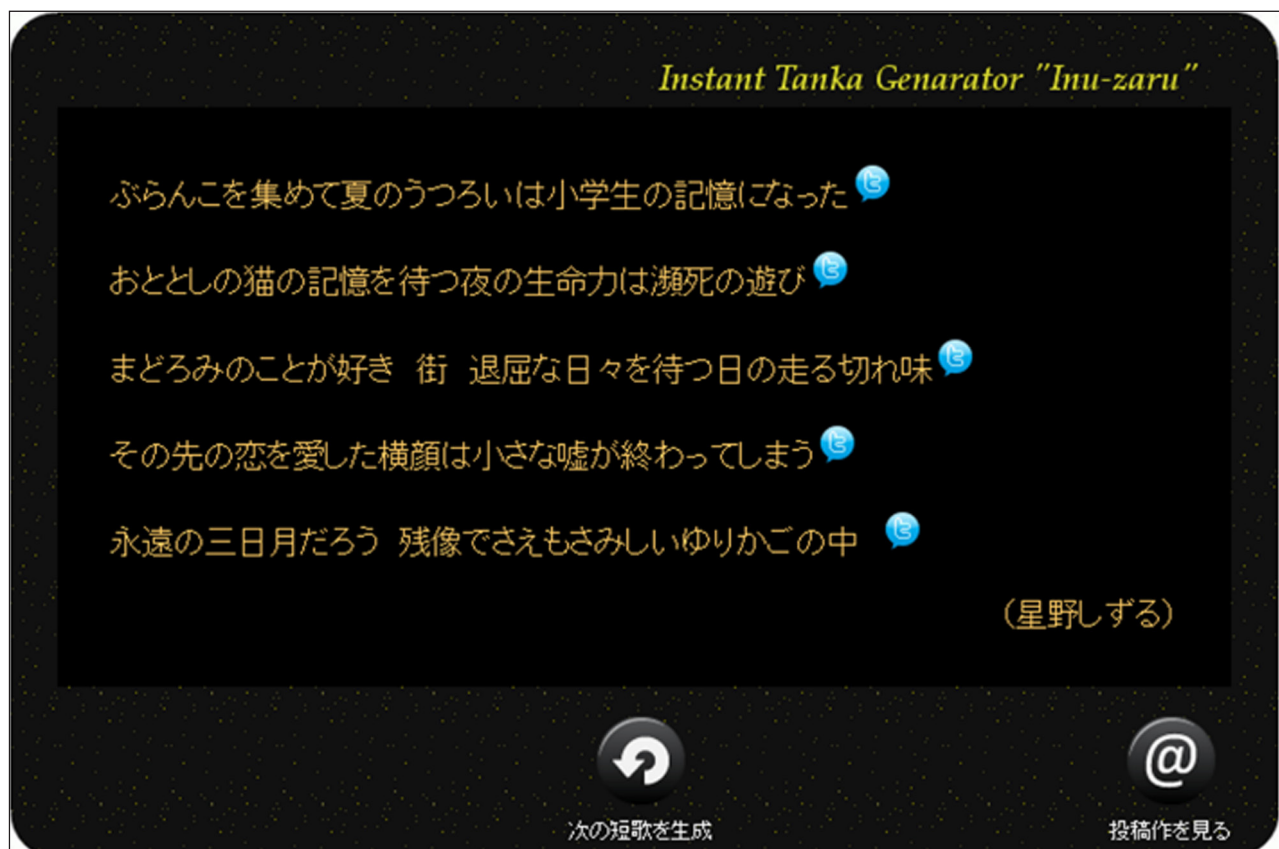 Instant Tanka Genarator "Inu-zaru"
ぶらんこを集めて夏のうつろいは小学生の記憶になった
おととしの猫の記憶を待つ夜の生命力は瀕死の遊び
まどろみのことが好き 街 退屈な日々を待つ日の走る切れ味
その先の恋を愛した横顔は小さな嘘が終わってしまう
永遠の三日月だろう 残像でさえもさみしいゆりかごの中
（星野しずる）
次の短歌を生成
投稿作を見る